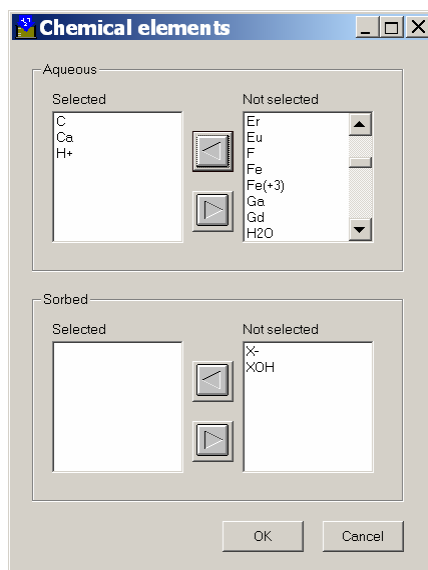 Chemical elements
Aqueous
Selected
Not selected
C
Ca
H+
Er
Eu
F
Fe
Fe(+3)
Ga
Gd
H2O
Sorbed
Selected
Not selected
X-
XOH
OK
Cancel